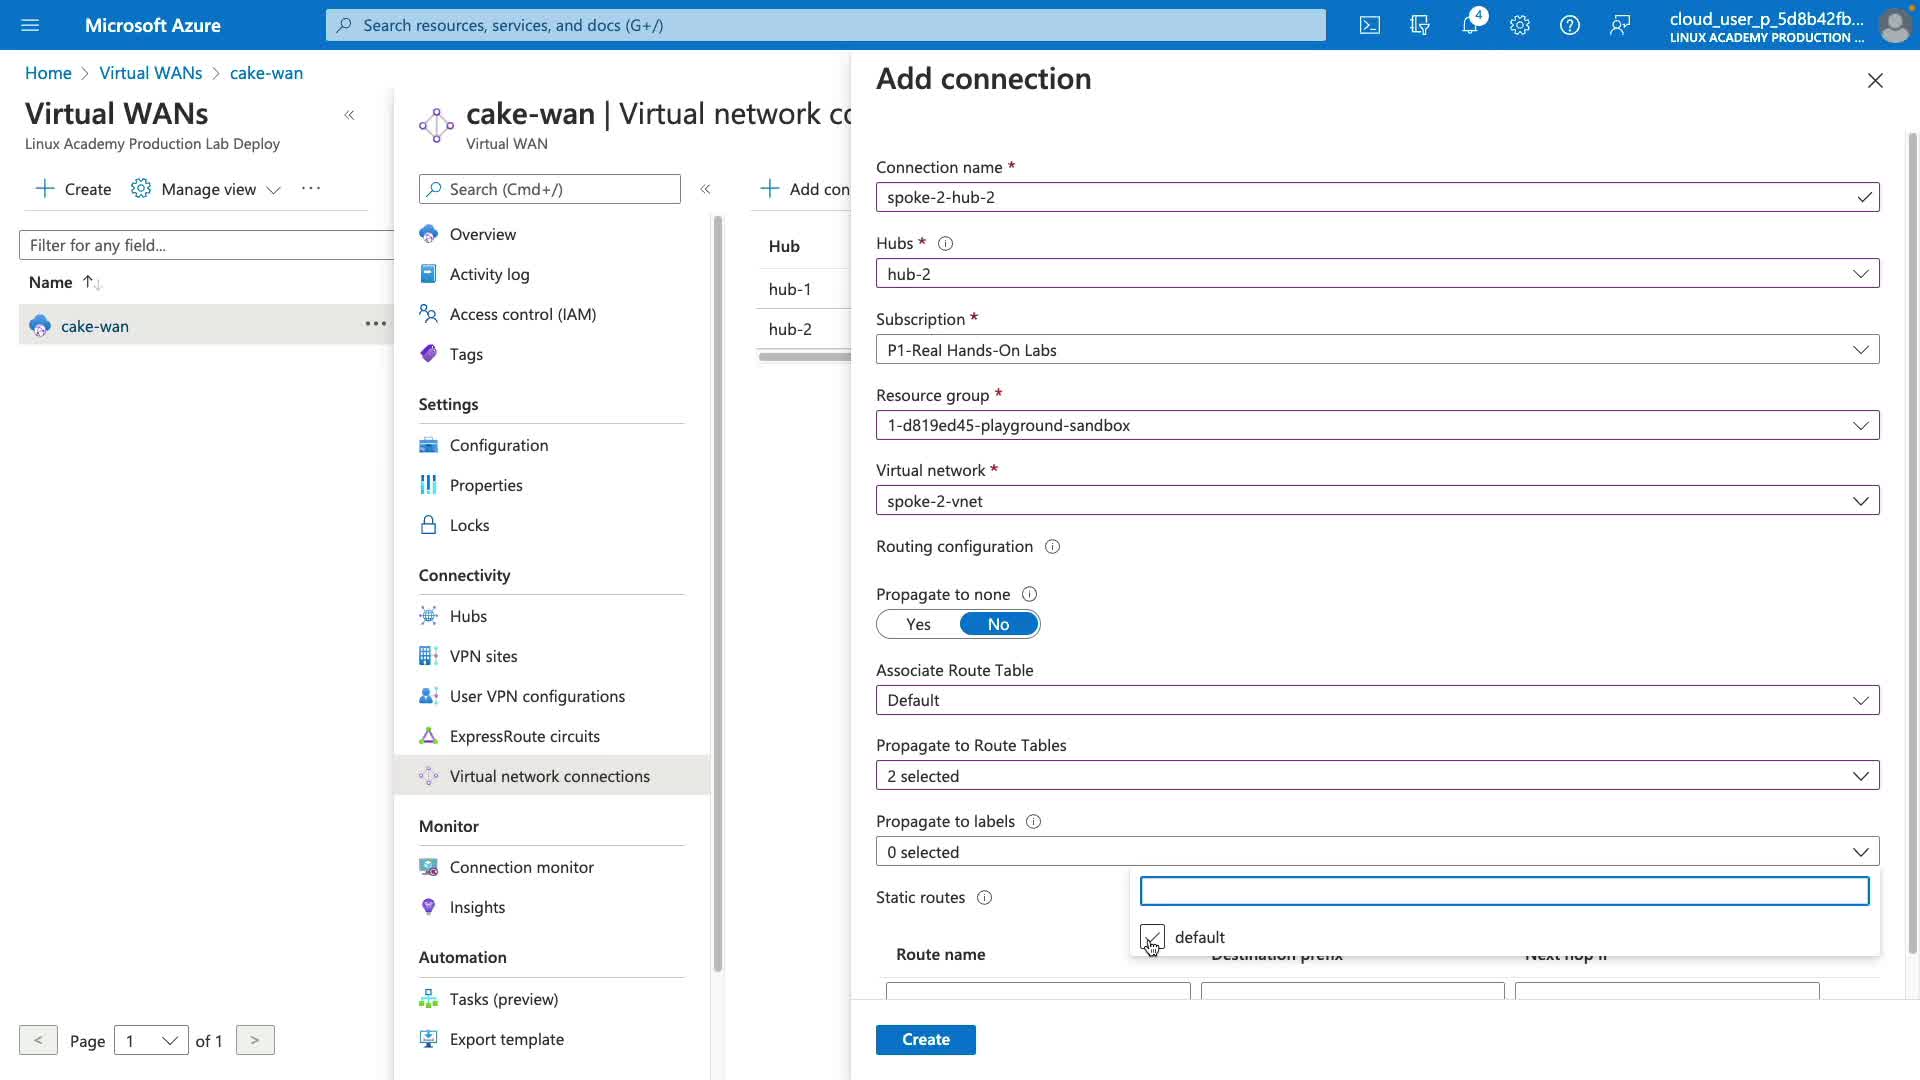 Microsoft Azure
Search resources, services, and docs (G+/)
4
cloud_user_p_5d8b42fb...
LINUX ACADEMY PRODUCTION ...
Home > Virtual WANs > cake-wan
Virtual WANs
Linux Academy Production Lab Deploy
Create
Manage view
Filter for any field...
Name
cake-wan
< Page 1 of 1 >
cake-wan | Virtual network co
Virtual WAN
Search (Cmd+/)
Overview
Activity log
Access control (IAM)
Tags
Settings
Configuration
Properties
Locks
Connectivity
Hubs
VPN sites
User VPN configurations
ExpressRoute circuits
Virtual network connections
Monitor
Connection monitor
Insights
Automation
Tasks (preview)
Export template
Add con
Hub
hub-1
hub-2
Add connection
Connection name *
spoke-2-hub-2
Hubs *
hub-2
Subscription *
P1-Real Hands-On Labs
Resource group *
1-d819ed45-playground-sandbox
Virtual network *
spoke-2-vnet
Routing configuration
Propagate to none
Yes No
Associate Route Table
Default
Propagate to Route Tables
2 selected
Propagate to labels
0 selected
Static routes
default
Route name
Destination prefix
Next hop IP
Create